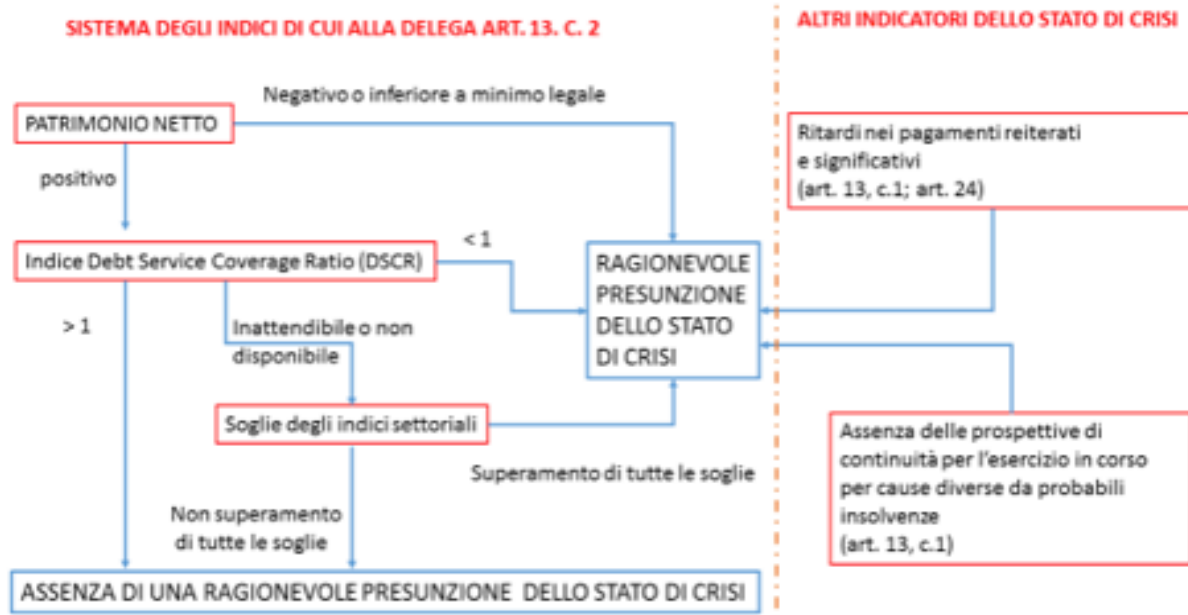 SISTEMA DEGLI INDICI DI CUI ALLA DELEGA ART. 13. C. 2
ALTRI INDICATORI DELLO STATO DI CRISI
Negativo o inferiore a minimo legale
PATRIMONIO NETTO
positivo
Indice Debt Service Coverage Ratio (DSCR)
< 1
> 1
Inattendibile o non
disponibile
Soglie degli indici settoriali
Superamento di tutte le soglie
Non superamento
di tutte le soglie
RAGIONEVOLE
PRESUNZIONE
DELLO STATO
DI CRISI
ASSENZA DI UNA RAGIONEVOLE PRESUNZIONE DELLO STATO DI CRISI
Ritardi nei pagamenti reiterati
e significativi
(art. 13, c.1; art. 24)
Assenza delle prospettive di
continuità per l'esercizio in corso
per cause diverse da probabili
insolvenze
(art. 13, c.1)